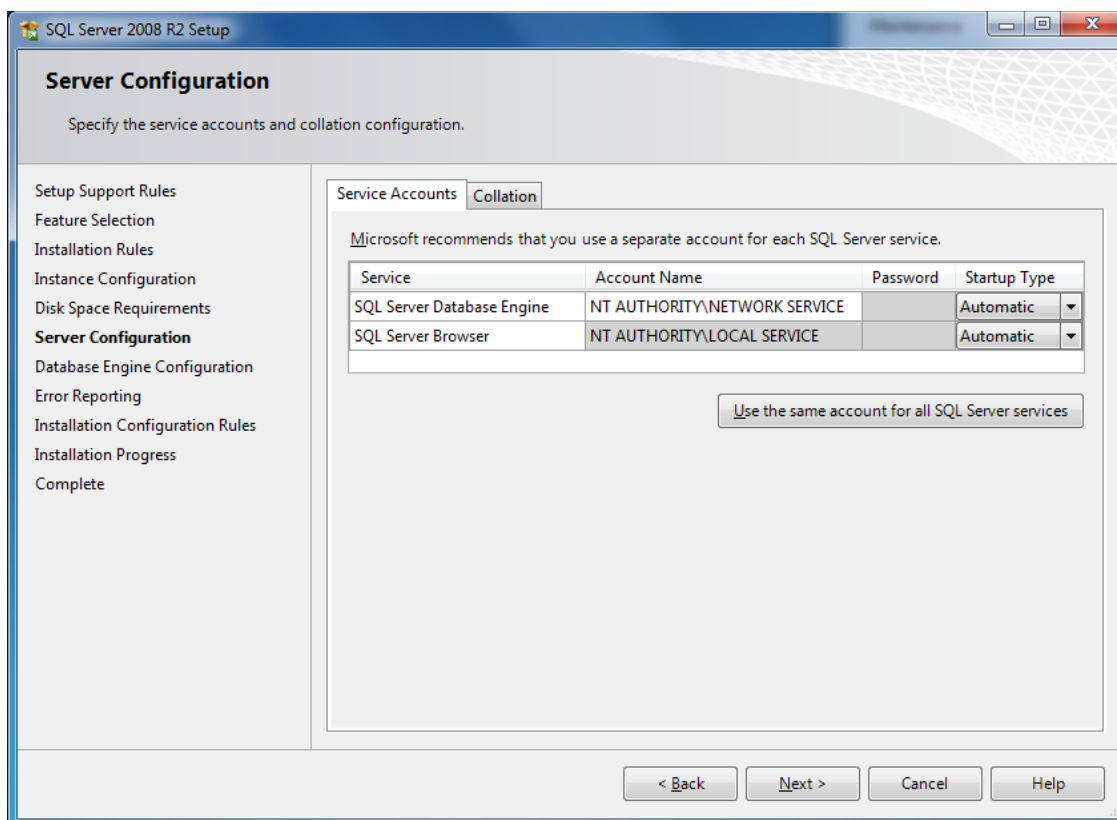 SQL Server 2008 R2 Setup
Server Configuration
Specify the service accounts and collation configuration.
Setup Support Rules
Feature Selection
Installation Rules
Instance Configuration
Disk Space Requirements
Server Configuration
Database Engine Configuration
Error Reporting
Installation Configuration Rules
Installation Progress
Complete
Service Accounts Collation
Microsoft recommends that you use a separate account for each SQL Server service.
Service Account Name Password Startup Type
SQL Server Database Engine NT AUTHORITY\NETWORK SERVICE Automatic
SQL Server Browser NT AUTHORITY\LOCAL SERVICE Automatic
Use the same account for all SQL Server services
< Back Next > Cancel Help